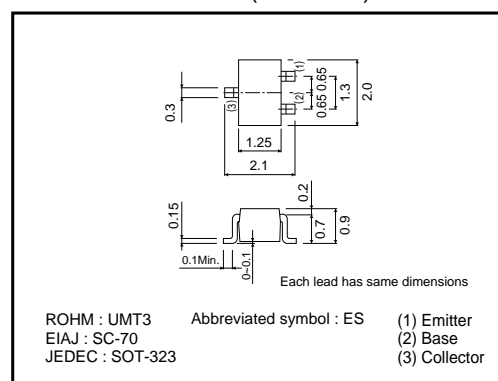 (1)
0.65 0.65
1.3
2.0
0.3
(3)
(2)
1.25
2.1
0.2
0.15
0.7
0.9
0.1Min.
0~0.1
Each lead has same dimensions
ROHM : UMT3 Abbreviated symbol : ES (1) Emitter
EIAJ : SC-70 (2) Base
JEDEC : SOT-323 (3) Collector